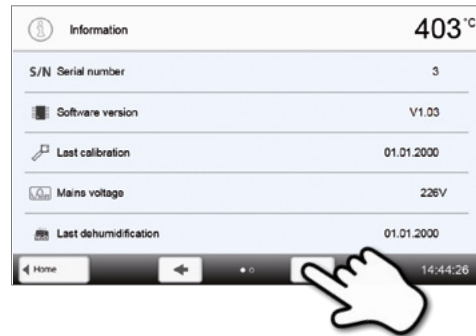 Information 403 °C
S/N Serial number 3
Software version V1.03
Last calibration 01.01.2000
Mains voltage 226V
Last dehumidification 01.01.2000
Home 14:44:26